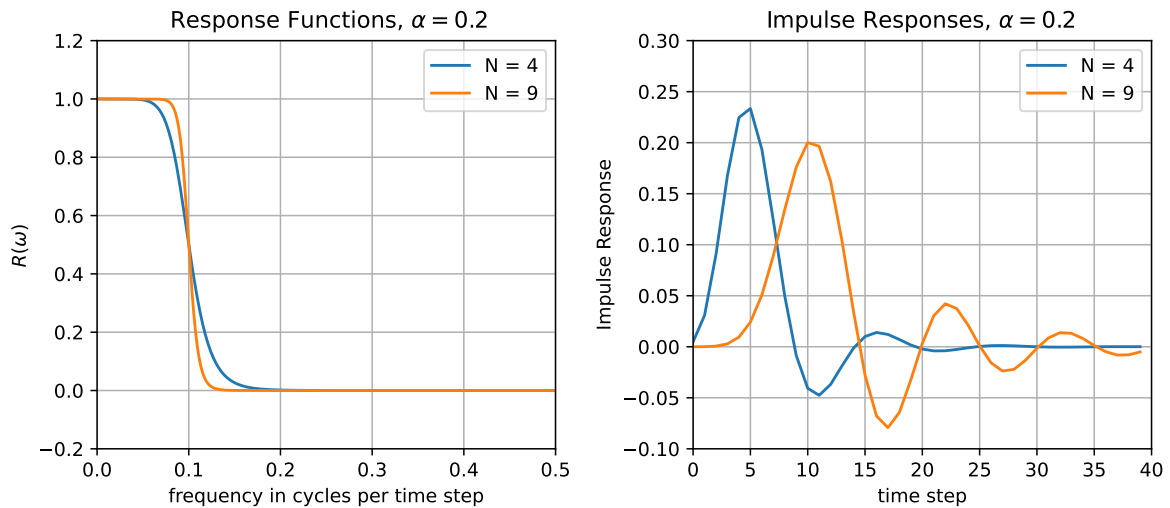 Response Functions, α = 0.2
1.2
1.0
0.8
0.6
0.4
0.2
0.0
−0.2
R(ω)
N = 4
N = 9
0.0 0.1 0.2 0.3 0.4 0.5
frequency in cycles per time step
Impulse Responses, α = 0.2
0.30
0.25
0.20
0.15
0.10
0.05
0.00
−0.05
−0.10
Impulse Response
N = 4
N = 9
0 5 10 15 20 25 30 35 40
time step